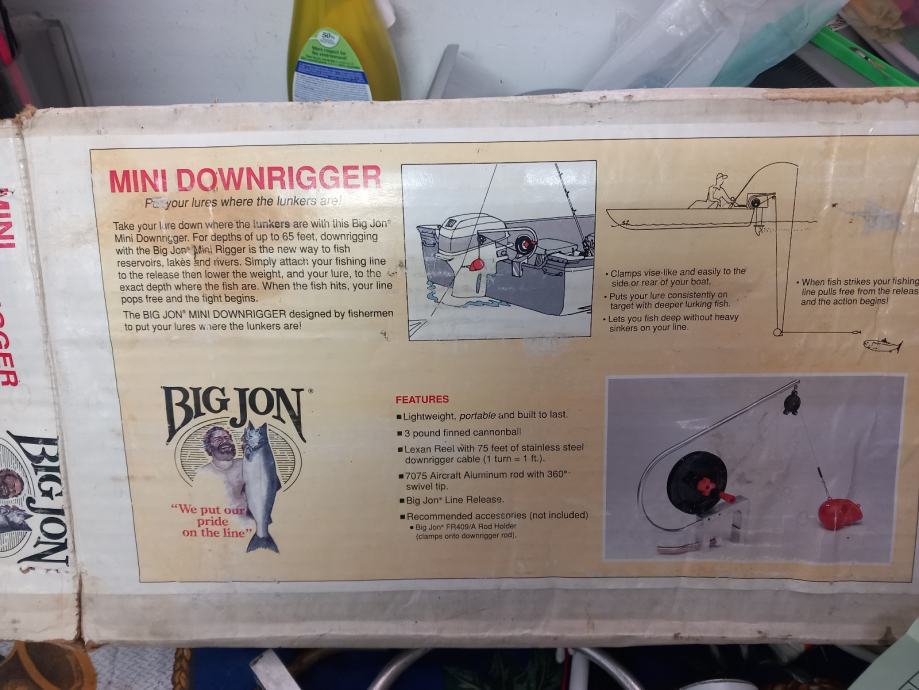 50%
MINI DOWNRIGGER
Put your lures where the lunkers are!
Take your lure down where the lunkers are with this Big Jon®
Mini Downrigger. For depths of up to 65 feet, downrigging
with the Big Jon® Mini Rigger is the new way to fish
reservoirs, lakes and rivers. Simply attach your fishing line
to the release then lower the weight, and your lure, to the
exact depth where the fish are. When the fish hits, your line
pops free and the fight begins.
The BIG JON® MINI DOWNRIGGER designed by fishermen
to put your lures where the lunkers are!
• Clamps vise-like and easily to the
side or rear of your boat.
• Puts your lure consistently on
target with deeper lurking fish.
• Lets you fish deep without heavy
sinkers on your line.
• When fish strikes your fishing
line pulls free from the release
and the action begins!
BIG JON®
"We put our
pride
on the line"
FEATURES
■ Lightweight, portable and built to last.
■ 3 pound finned cannonball
■ Lexan Reel with 75 feet of stainless steel
downrigger cable (1 turn = 1 ft.).
■ 7075 Aircraft Aluminum rod with 360°
swivel tip.
■ Big Jon® Line Release.
■ Recommended accessories (not included)
• Big Jon® FR409/A Rod Holder
(clamps onto downrigger rod).
MINI
GGER
BIG JON